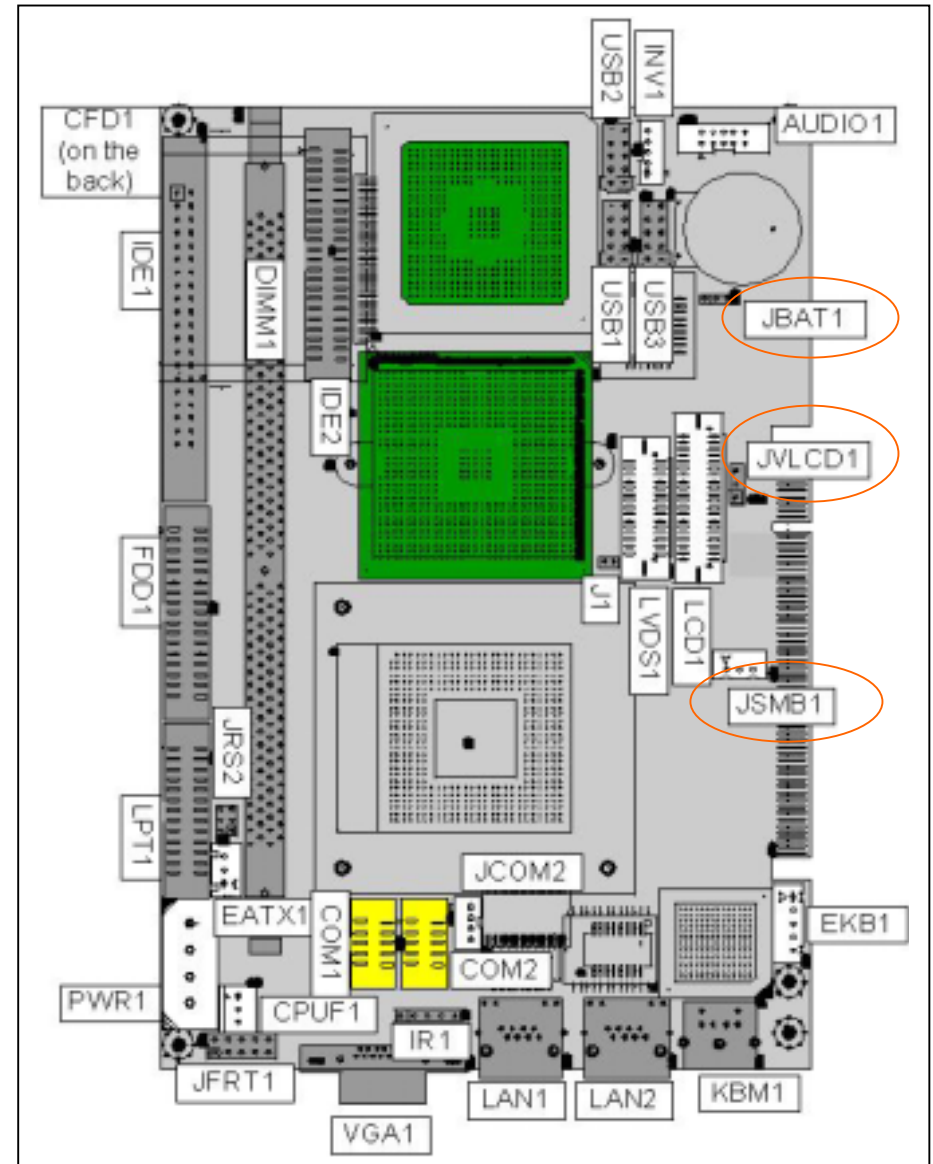 USB2
INV1
CFD1
(on the
back)
AUDIO1
IDE1
DIMM1
USB1
USB3
JBAT1
IDE2
JVLCD1
FDD1
J1
LVDS1
LCD1
JSMB1
JRS2
LPT1
JCOM2
EATX1
COM1
EKB1
COM2
PWR1
CPUF1
IR1
JFRT1
LAN1
LAN2
KBM1
VGA1